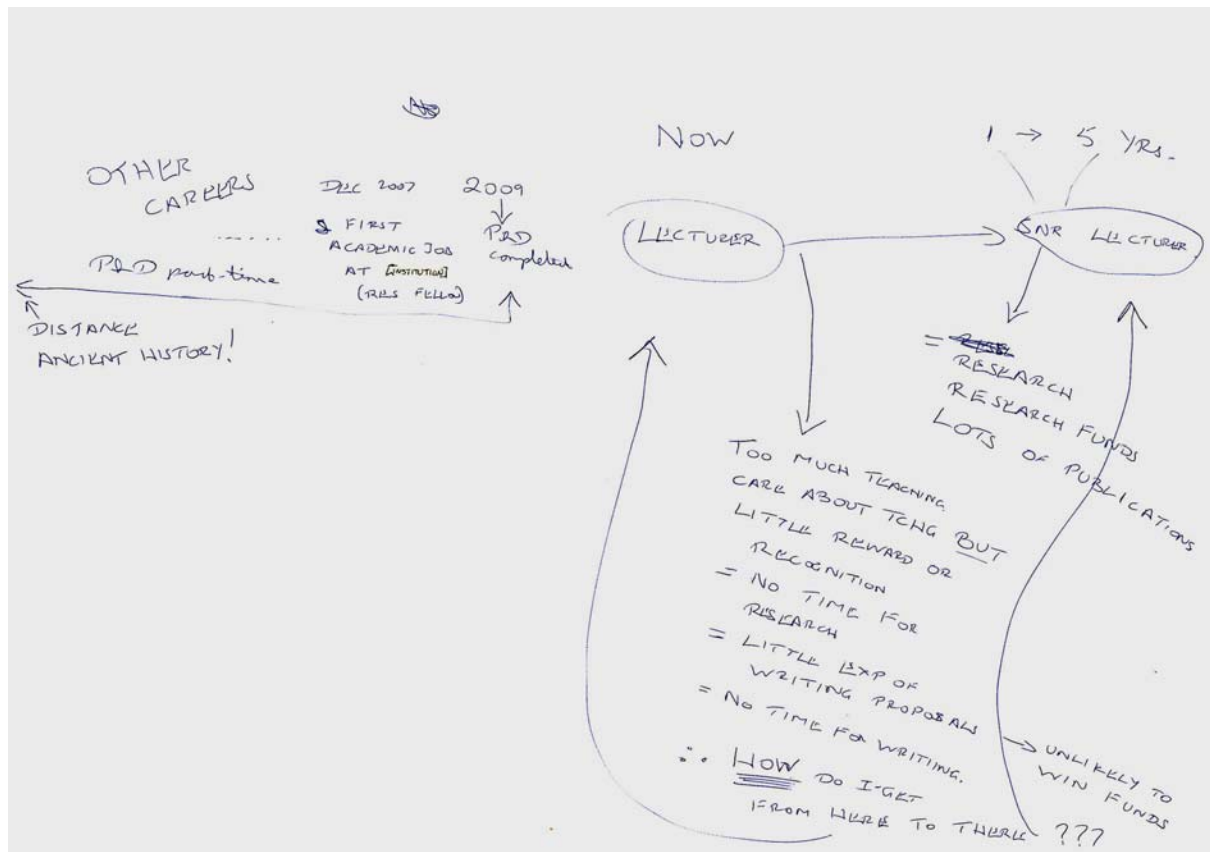 OTHER
CAREERS
......
PhD part-time
DISTANCE
ANCIENT HISTORY!
DEC 2007
FIRST
ACADEMIC JOB
AT [INSTITUTION]
(RES FELLOW)
2009
PhD
completed
NOW
LECTURER
1 → 5 YRS.
SNR LECTURER
=
RESEARCH
RESEARCH FUNDS
LOTS OF PUBLICATIONS
TOO MUCH TEACHING
CARE ABOUT TCHG BUT
LITTLE REWARD OR
RECOGNITION
= NO TIME FOR
RESEARCH
= LITTLE EXP OF
WRITING PROPOSALS
→ UNLIKELY TO
WIN FUNDS
= NO TIME FOR WRITING.
∴ HOW DO I GET
FROM HERE TO THERE ???